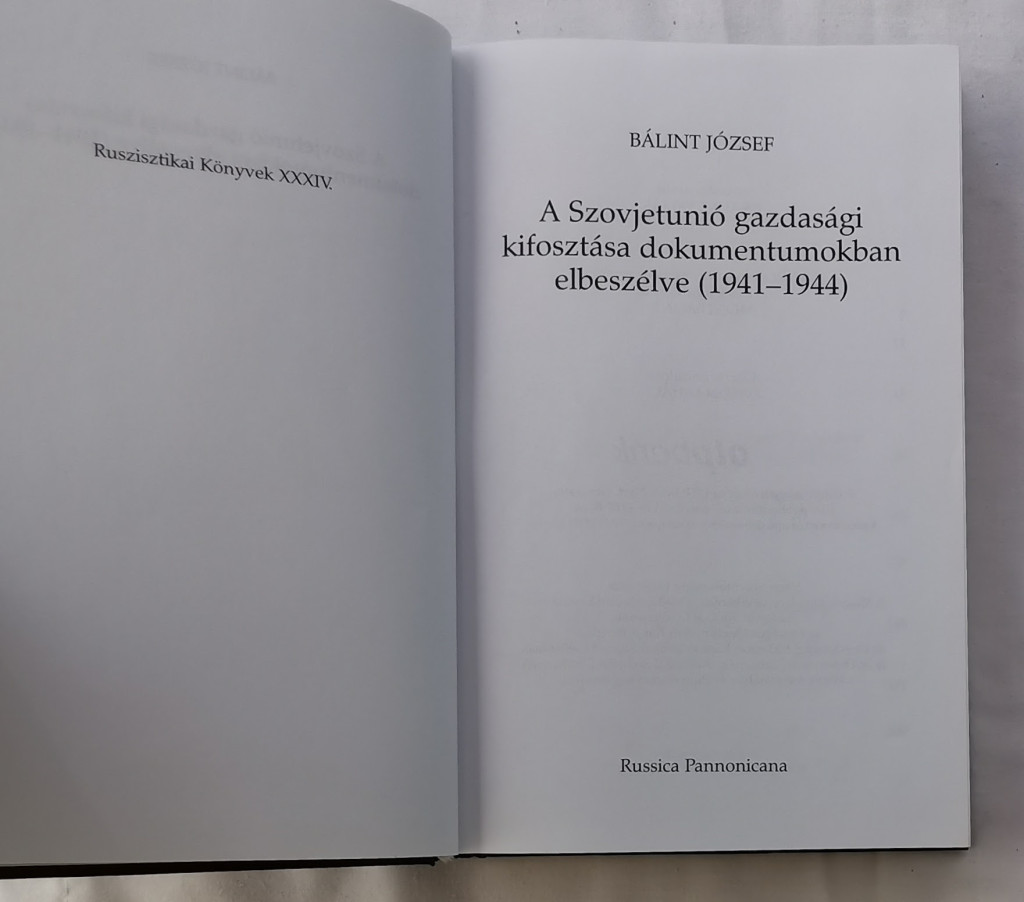 Ruszisztikai Könyvek XXXIV.
BÁLINT JÓZSEF
A Szovjetunió gazdasági
kifosztása dokumentumokban
elbeszélve (1941–1944)
Russica Pannonicana